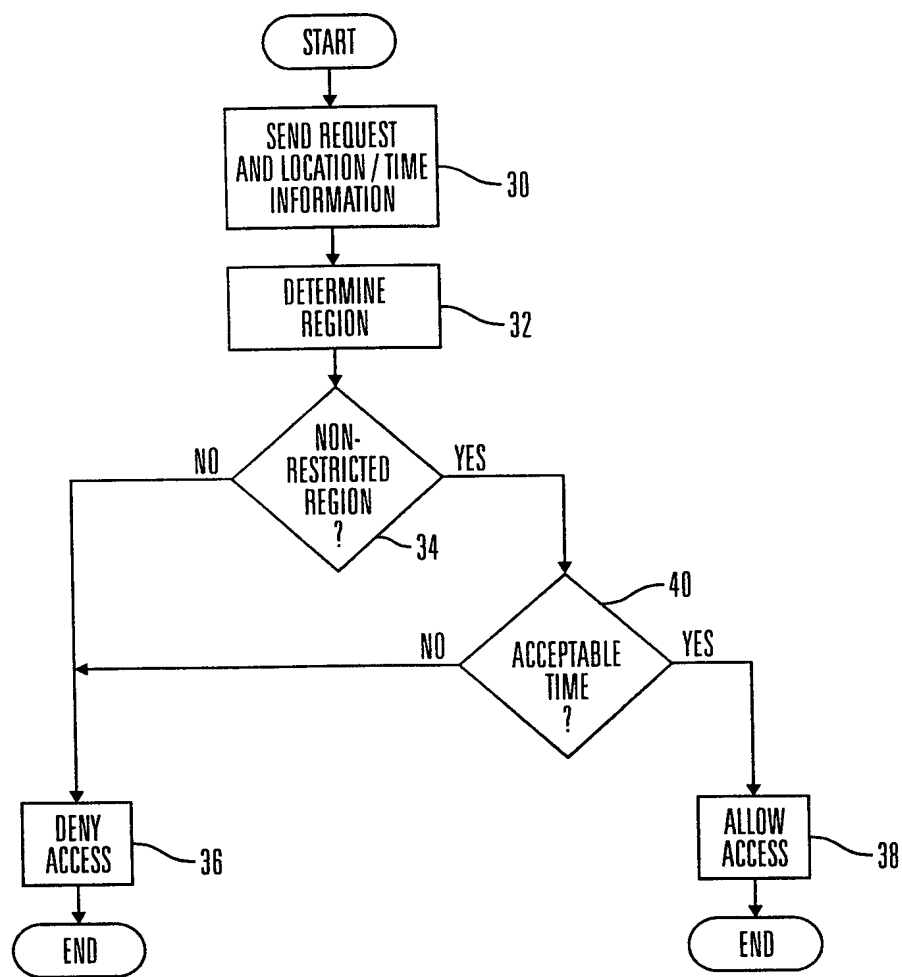 START
SEND REQUEST
AND LOCATION / TIME
INFORMATION
30
DETERMINE
REGION
32
NO
NON-
RESTRICTED
REGION
?
YES
34
40
NO
ACCEPTABLE
TIME
?
YES
DENY
ACCESS
36
ALLOW
ACCESS
38
END
END